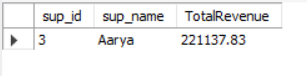 sup_id sup_name TotalRevenue
3 Aarya 221137.83